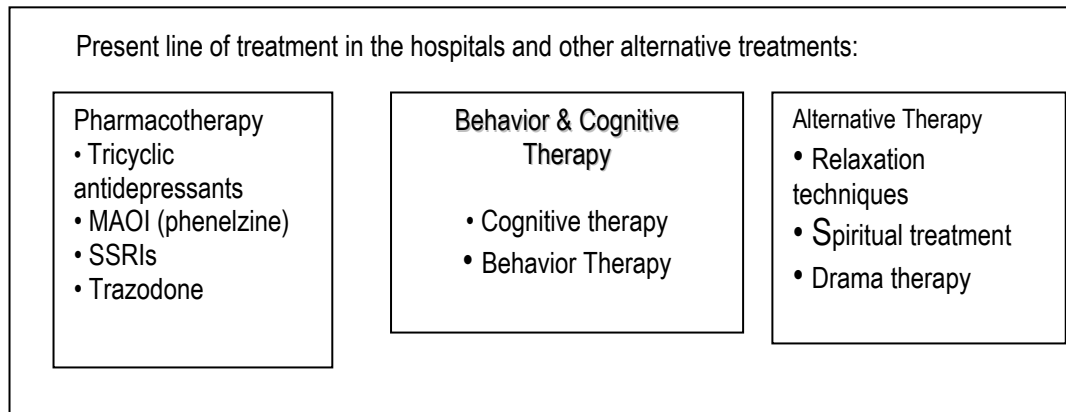 Present line of treatment in the hospitals and other alternative treatments:
Pharmacotherapy
• Tricyclic
antidepressants
• MAOI (phenelzine)
• SSRIs
• Trazodone
Behavior & Cognitive
Therapy
• Cognitive therapy
• Behavior Therapy
Alternative Therapy
• Relaxation
techniques
• Spiritual treatment
• Drama therapy